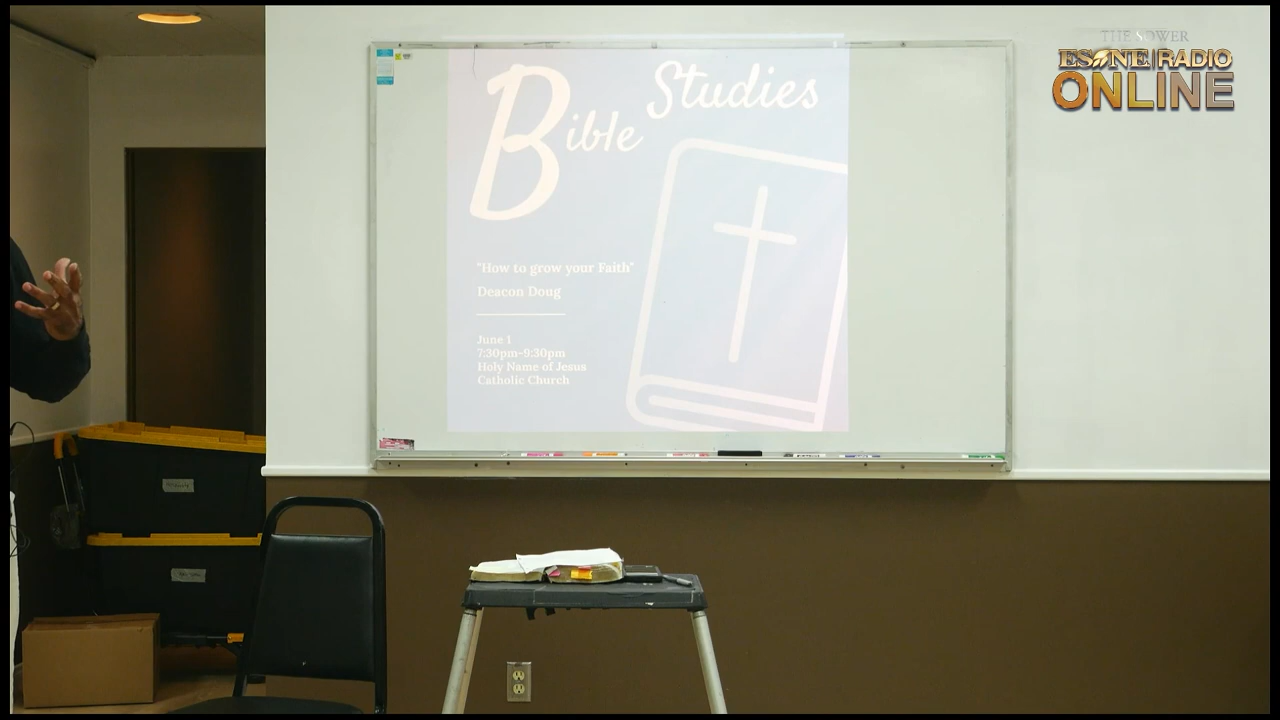 THE SOWER
ESNE RADIO
ONLINE
Bible Studies
"How to grow your Faith"
Deacon Doug
June 1
7:30pm-9:30pm
Holy Name of Jesus
Catholic Church